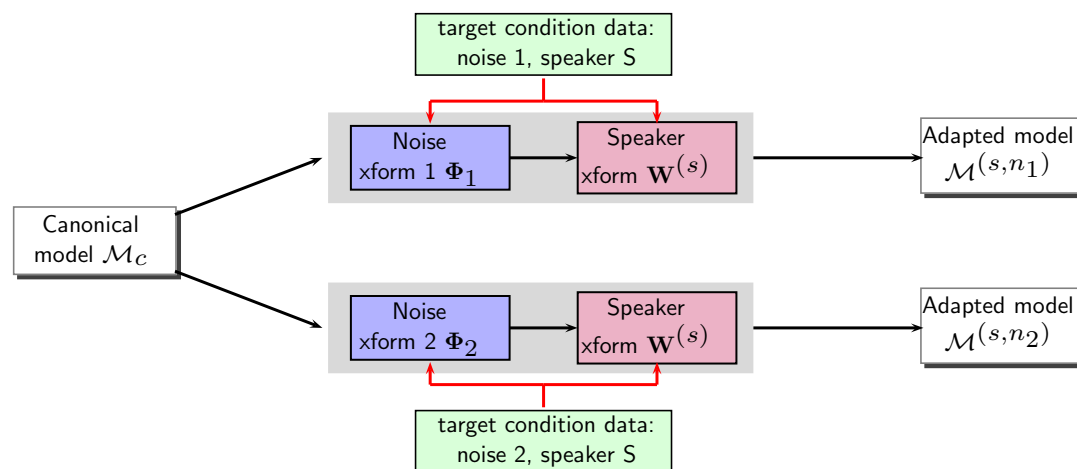 target condition data:
noise 1, speaker S
Noise
xform 1 Φ₁
Speaker
xform W⁽ˢ⁾
Adapted model
ℳ⁽ˢ,ⁿ¹⁾
Canonical
model ℳ𝑐
Noise
xform 2 Φ₂
Speaker
xform W⁽ˢ⁾
Adapted model
ℳ⁽ˢ,ⁿ²⁾
target condition data:
noise 2, speaker S